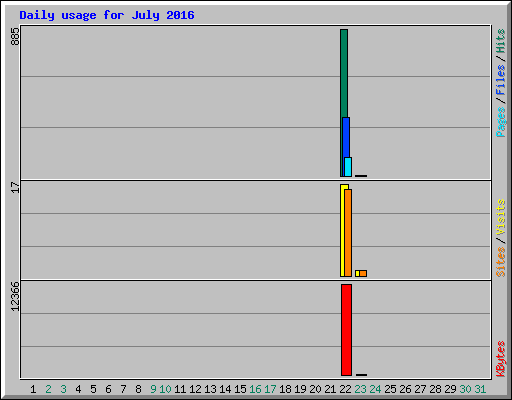 Daily usage for July 2016
885
Pages/Files/Hits
17
Sites/Visits
12366
KBytes
1 2 3 4 5 6 7 8 9 10 11 12 13 14 15 16 17 18 19 20 21 22 23 24 25 26 27 28 29 30 31